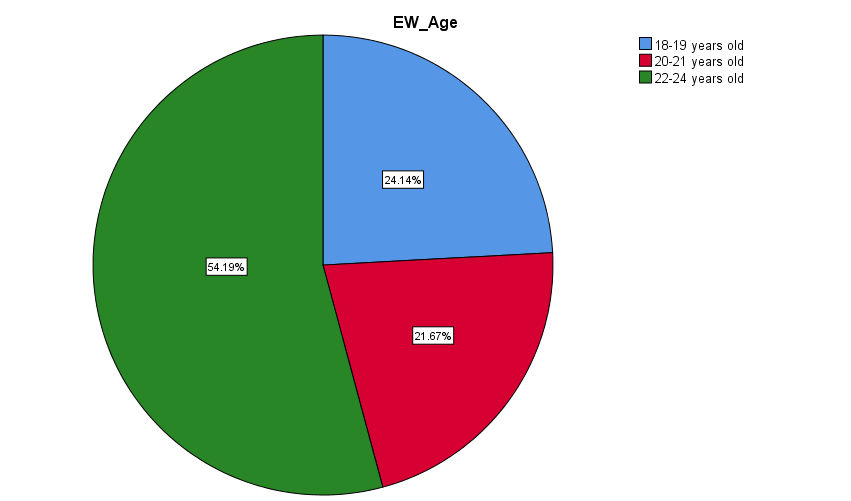 EW_Age
18-19 years old
20-21 years old
22-24 years old
24.14%
54.19%
21.67%